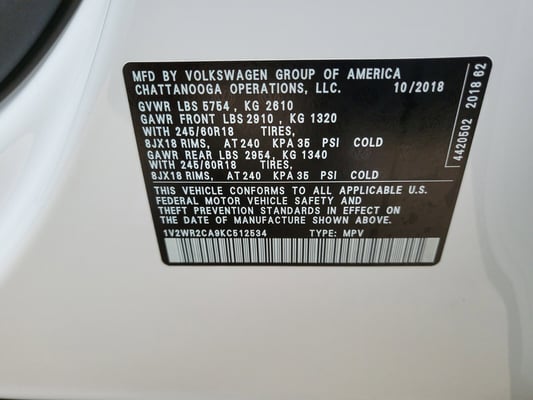 MFD BY VOLKSWAGEN GROUP OF AMERICA
CHATTANOOGA OPERATIONS, LLC. 10/2018
GVWR LBS 5754 , KG 2610
GAWR FRONT LBS 2910 , KG 1320
WITH 245/60R18 TIRES,
8JX18 RIMS, AT 240 KPA 35 PSI COLD
GAWR REAR LBS 2954, KG 1340
WITH 245/60R18 TIRES,
8JX18 RIMS, AT 240 KPA 35 PSI COLD
THIS VEHICLE CONFORMS TO ALL APPLICABLE U.S.
FEDERAL MOTOR VEHICLE SAFETY AND
THEFT PREVENTION STANDARDS IN EFFECT ON
THE DATE OF MANUFACTURE SHOWN ABOVE.
1V2WR2CA9KC512534 TYPE: MPV
4420502 2018 62